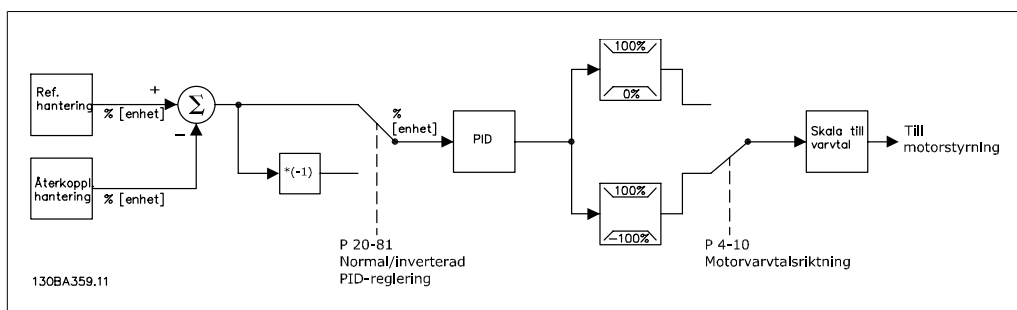 Ref.
hantering
+
% [enhet]
−
Σ
Återkoppl.
hantering
% [enhet]
*(-1)
%
[enhet]
P 20-81
Normal/inverterad
PID-reglering
PID
100%
0%
100%
-100%
P 4-10
Motorvarvtalsriktning
Skala till
varvtal
Till
motorstyrning
130BA359.11